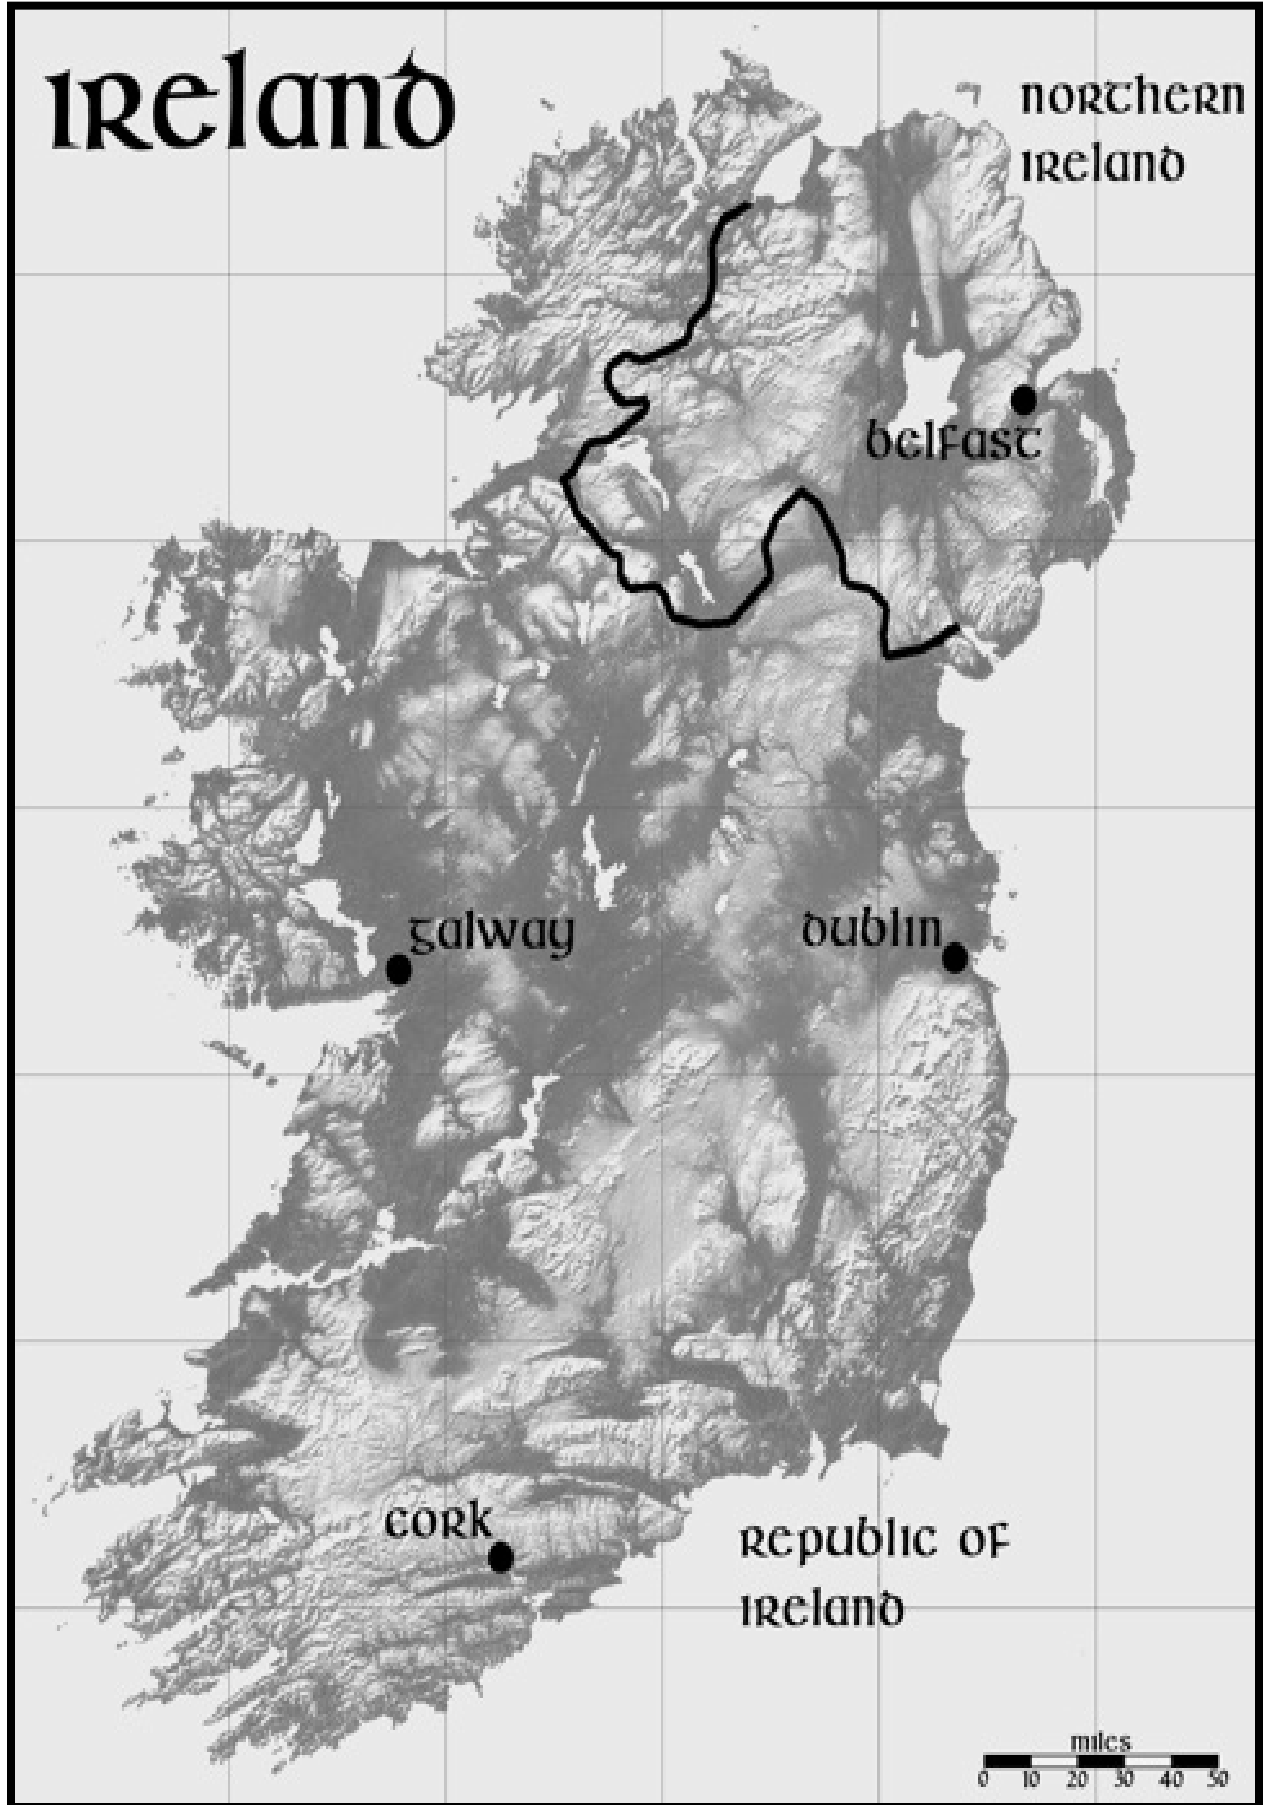 Ireland
Northern
Ireland
Belfast
Galway
Dublin
Cork
Republic of
Ireland
miles
0 10 20 30 40 50